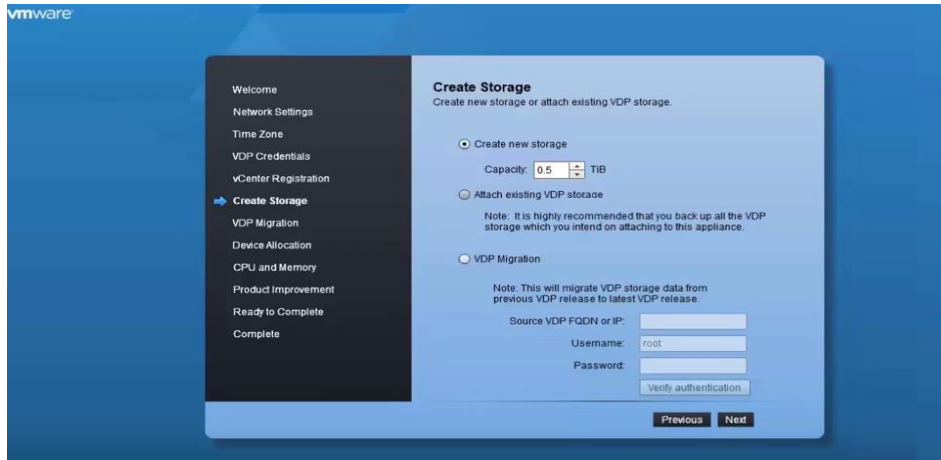 vmware
Welcome
Network Settings
Time Zone
VDP Credentials
vCenter Registration
Create Storage
VDP Migration
Device Allocation
CPU and Memory
Product Improvement
Ready to Complete
Complete
Create Storage
Create new storage or attach existing VDP storage.
Create new storage
Capacity: 0.5 TiB
Attach existing VDP storage
Note: It is highly recommended that you back up all the VDP
storage which you intend on attaching to this appliance.
VDP Migration
Note: This will migrate VDP storage data from
previous VDP release to latest VDP release.
Source VDP FQDN or IP:
Username: root
Password:
Verify authentication
Previous Next